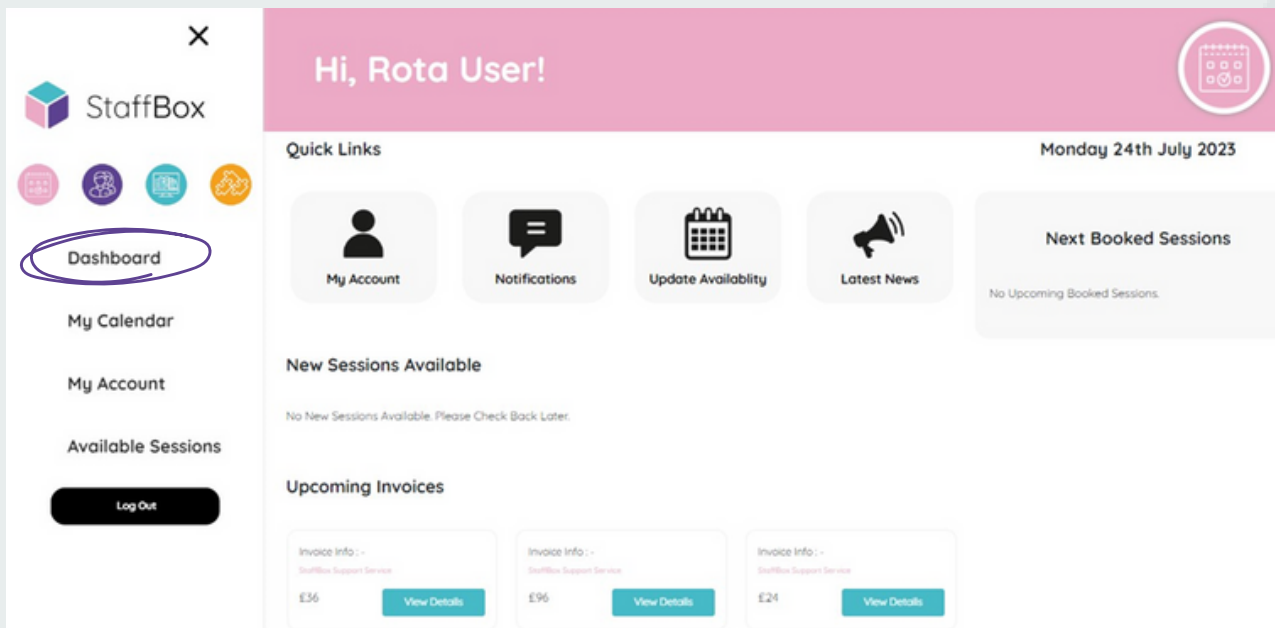 StaffBox
Dashboard
My Calendar
My Account
Available Sessions
Log Out
Hi, Rota User!
Quick Links
Monday 24th July 2023
My Account
Notifications
Update Availablity
Latest News
Next Booked Sessions
No Upcoming Booked Sessions.
New Sessions Available
No New Sessions Available. Please Check Back Later.
Upcoming Invoices
Invoice Info : -
StaffBox Support Service
£36
View Details
Invoice Info : -
StaffBox Support Service
£96
View Details
Invoice Info : -
StaffBox Support Service
£24
View Details